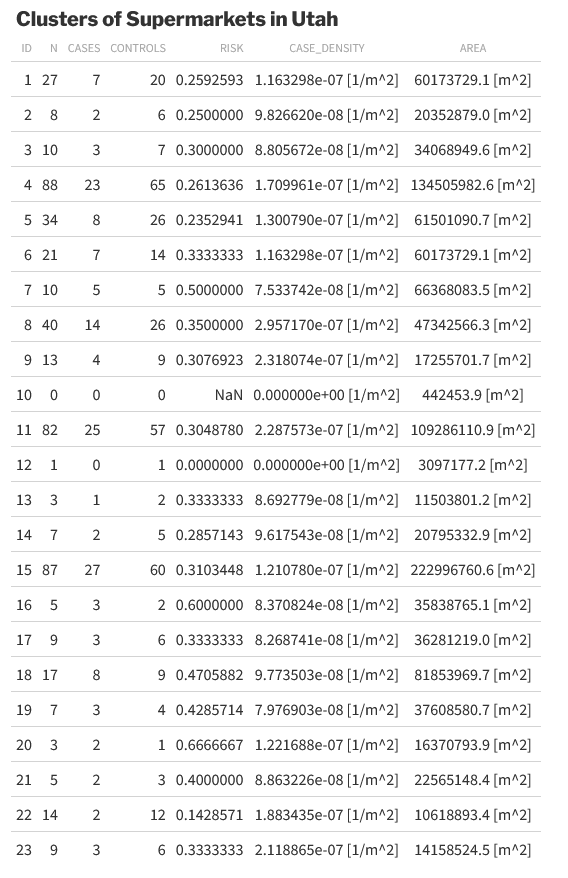 Clusters of Supermarkets in Utah
ID N CASES CONTROLS RISK CASE_DENSITY AREA
1 27 7 20 0.2592593 1.163298e-07 [1/m^2] 60173729.1 [m^2]
2 8 2 6 0.2500000 9.826620e-08 [1/m^2] 20352879.0 [m^2]
3 10 3 7 0.3000000 8.805672e-08 [1/m^2] 34068949.6 [m^2]
4 88 23 65 0.2613636 1.709961e-07 [1/m^2] 134505982.6 [m^2]
5 34 8 26 0.2352941 1.300790e-07 [1/m^2] 61501090.7 [m^2]
6 21 7 14 0.3333333 1.163298e-07 [1/m^2] 60173729.1 [m^2]
7 10 5 5 0.5000000 7.533742e-08 [1/m^2] 66368083.5 [m^2]
8 40 14 26 0.3500000 2.957170e-07 [1/m^2] 47342566.3 [m^2]
9 13 4 9 0.3076923 2.318074e-07 [1/m^2] 17255701.7 [m^2]
10 0 0 0 NaN 0.000000e+00 [1/m^2] 442453.9 [m^2]
11 82 25 57 0.3048780 2.287573e-07 [1/m^2] 109286110.9 [m^2]
12 1 0 1 0.0000000 0.000000e+00 [1/m^2] 3097177.2 [m^2]
13 3 1 2 0.3333333 8.692779e-08 [1/m^2] 11503801.2 [m^2]
14 7 2 5 0.2857143 9.617543e-08 [1/m^2] 20795332.9 [m^2]
15 87 27 60 0.3103448 1.210780e-07 [1/m^2] 222996760.6 [m^2]
16 5 3 2 0.6000000 8.370824e-08 [1/m^2] 35838765.1 [m^2]
17 9 3 6 0.3333333 8.268741e-08 [1/m^2] 36281219.0 [m^2]
18 17 8 9 0.4705882 9.773503e-08 [1/m^2] 81853969.7 [m^2]
19 7 3 4 0.4285714 7.976903e-08 [1/m^2] 37608580.7 [m^2]
20 3 2 1 0.6666667 1.221688e-07 [1/m^2] 16370793.9 [m^2]
21 5 2 3 0.4000000 8.863226e-08 [1/m^2] 22565148.4 [m^2]
22 14 2 12 0.1428571 1.883435e-07 [1/m^2] 10618893.4 [m^2]
23 9 3 6 0.3333333 2.118865e-07 [1/m^2] 14158524.5 [m^2]